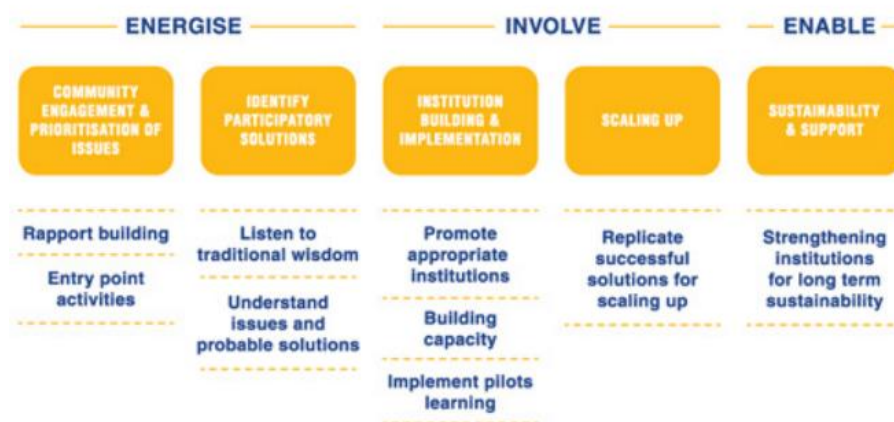 ENERGISE
INVOLVE
ENABLE
COMMUNITY
ENGAGEMENT &
PRIORITISATION OF
ISSUES
IDENTIFY
PARTICIPATORY
SOLUTIONS
INSTITUTION
BUILDING &
IMPLEMENTATION
SCALING UP
SUSTAINABILITY
& SUPPORT
Rapport building
Entry point
activities
Listen to
traditional wisdom
Understand
issues and
probable solutions
Promote
appropriate
institutions
Building
capacity
Implement pilots
learning
Replicate
successful
solutions for
scaling up
Strengthening
institutions
for long term
sustainability